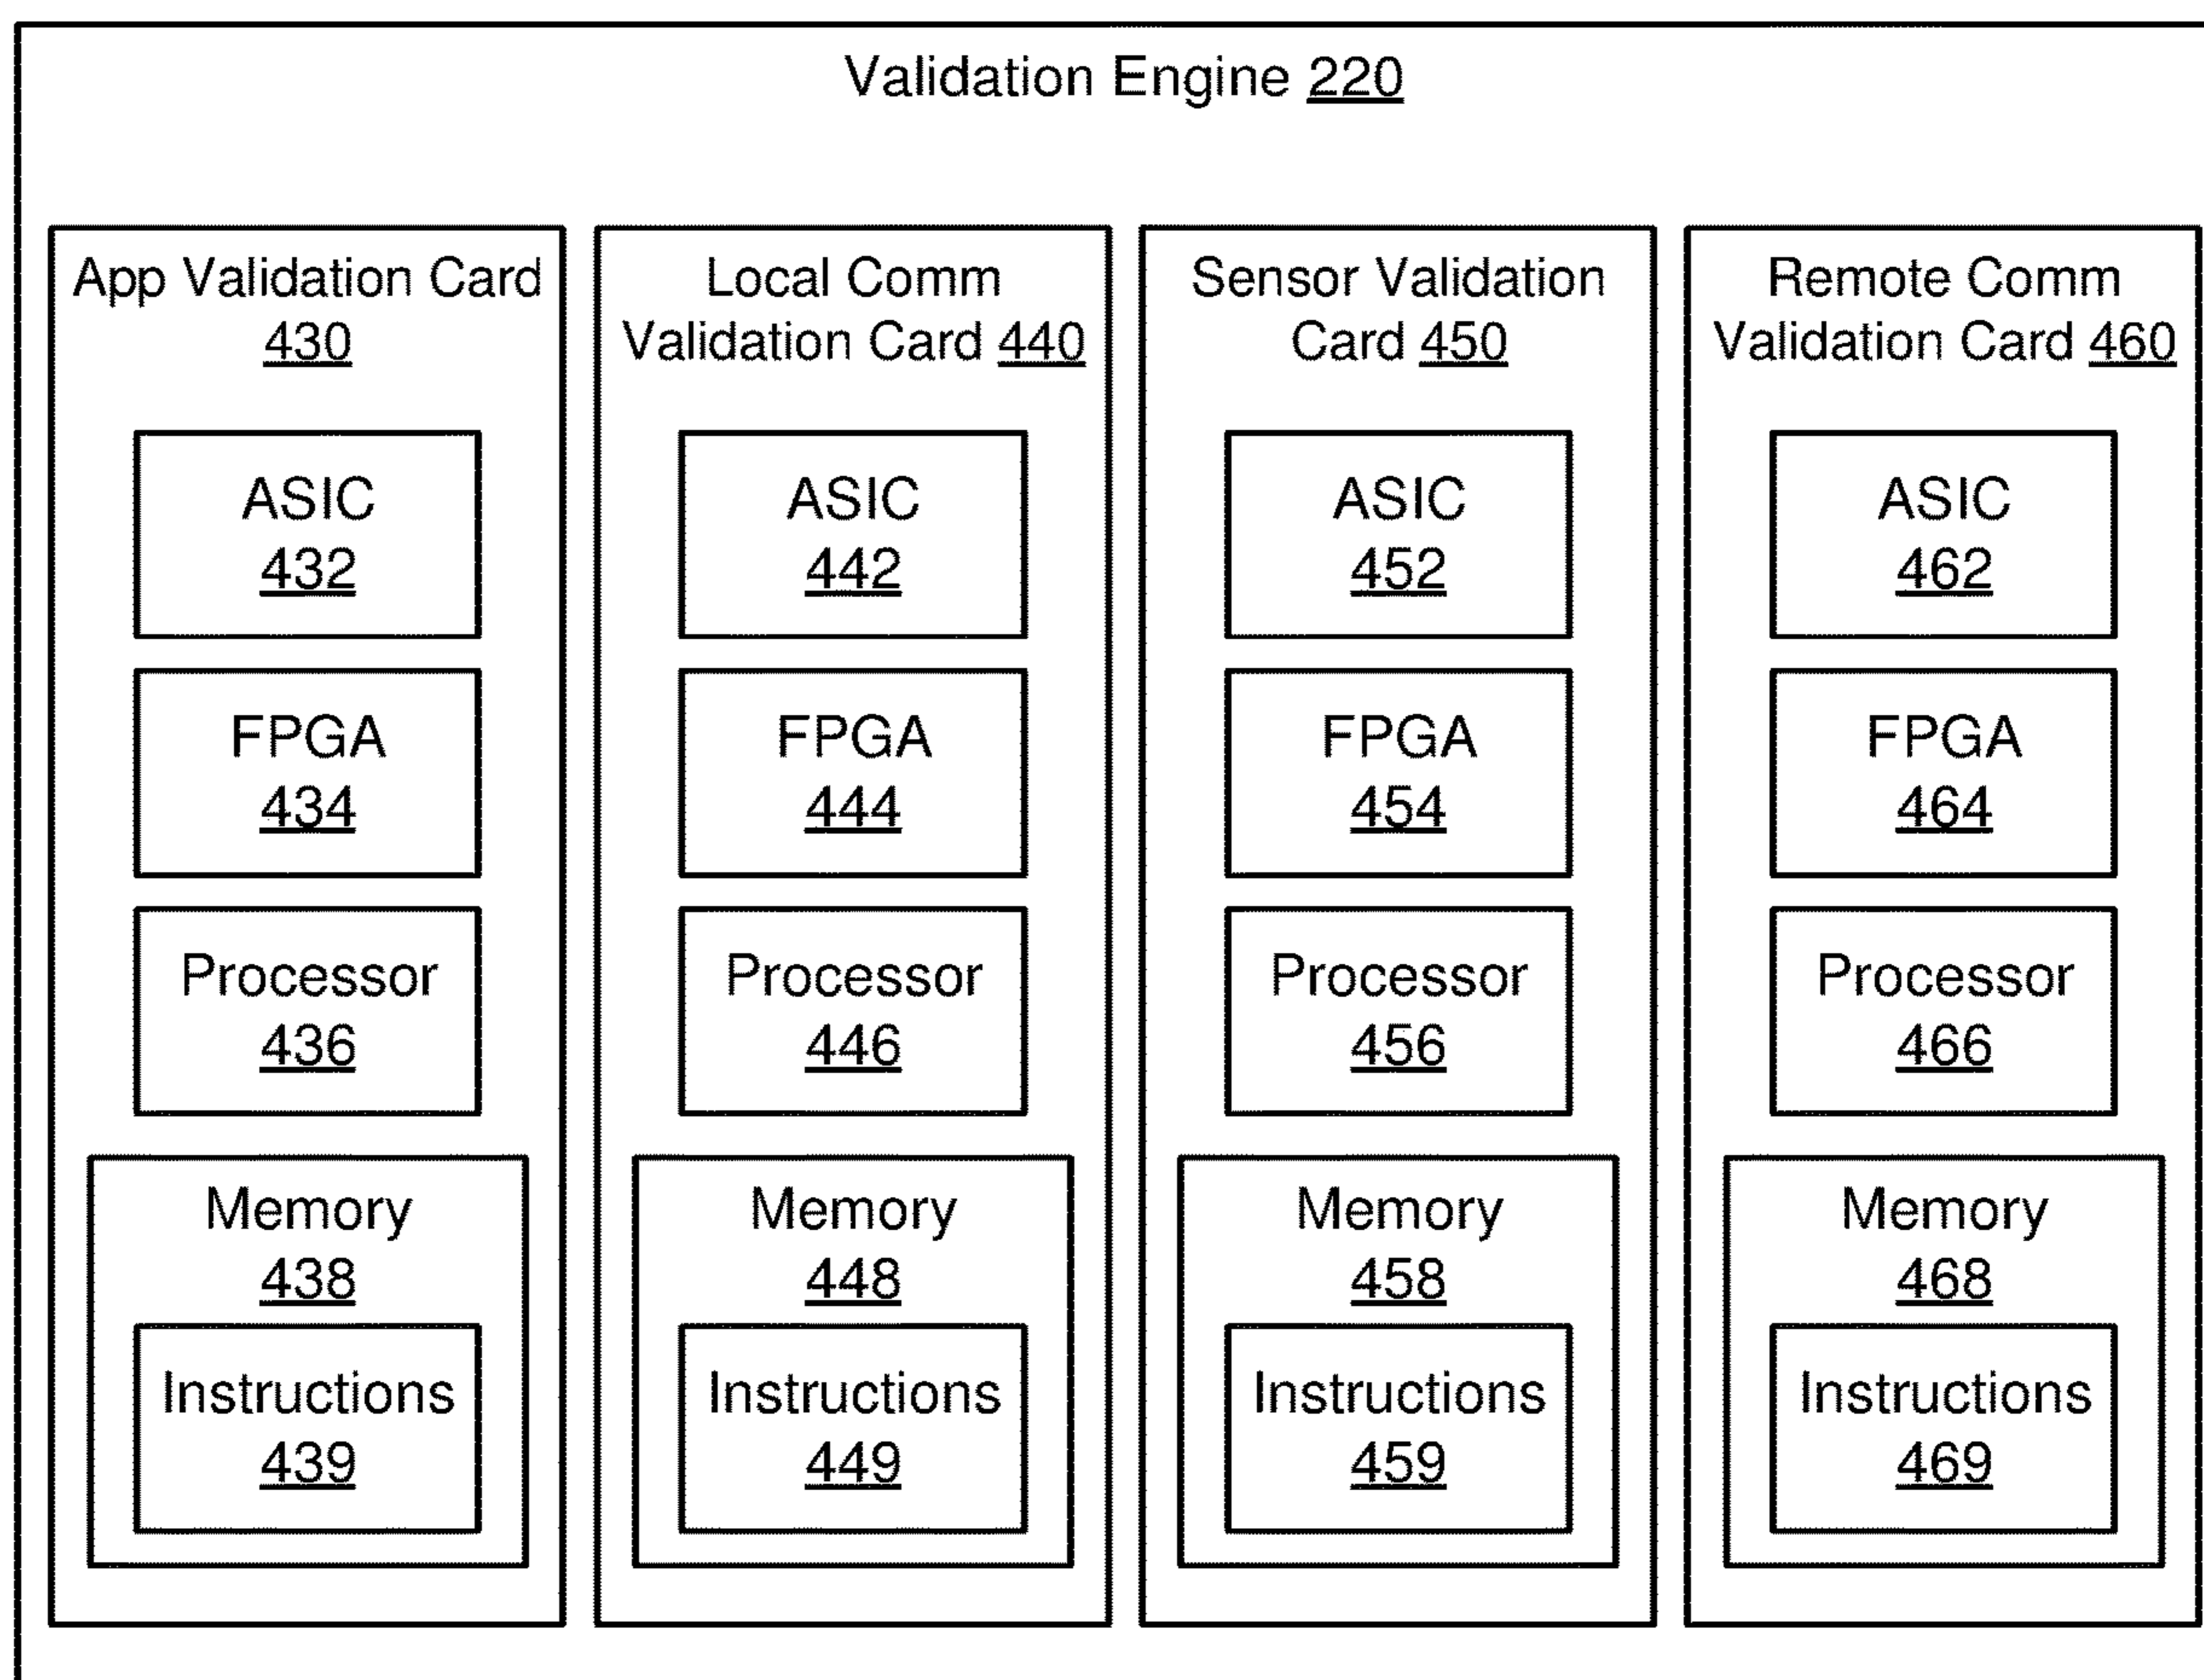 Validation Engine 220
App Validation Card
430
ASIC
432
FPGA
434
Processor
436
Memory
438
Instructions
439
Local Comm
Validation Card 440
ASIC
442
FPGA
444
Processor
446
Memory
448
Instructions
449
Sensor Validation
Card 450
ASIC
452
FPGA
454
Processor
456
Memory
458
Instructions
459
Remote Comm
Validation Card 460
ASIC
462
FPGA
464
Processor
466
Memory
468
Instructions
469